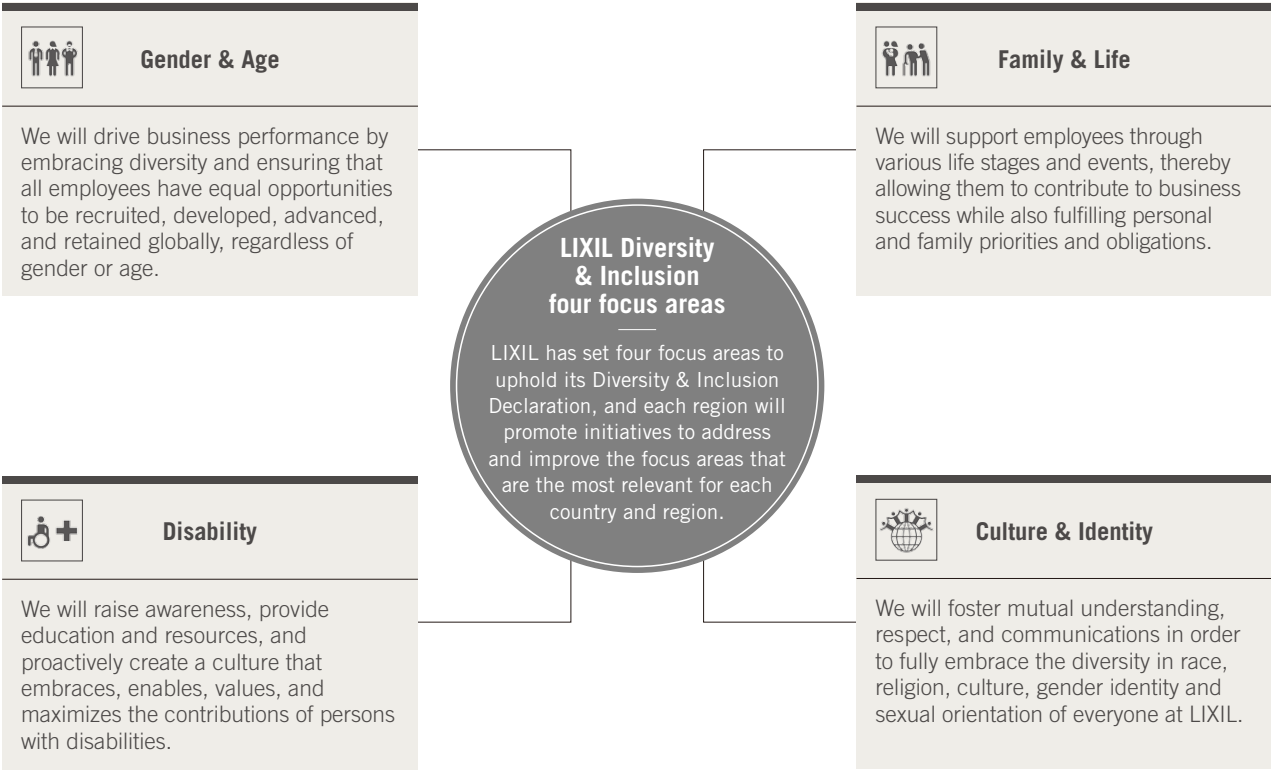 Gender & Age
We will drive business performance by
embracing diversity and ensuring that
all employees have equal opportunities
to be recruited, developed, advanced,
and retained globally, regardless of
gender or age.
Family & Life
We will support employees through
various life stages and events, thereby
allowing them to contribute to business
success while also fulfilling personal
and family priorities and obligations.
LIXIL Diversity
& Inclusion
four focus areas
LIXIL has set four focus areas to
uphold its Diversity & Inclusion
Declaration, and each region will
promote initiatives to address
and improve the focus areas that
are the most relevant for each
country and region.
Disability
We will raise awareness, provide
education and resources, and
proactively create a culture that
embraces, enables, values, and
maximizes the contributions of persons
with disabilities.
Culture & Identity
We will foster mutual understanding,
respect, and communications in order
to fully embrace the diversity in race,
religion, culture, gender identity and
sexual orientation of everyone at LIXIL.